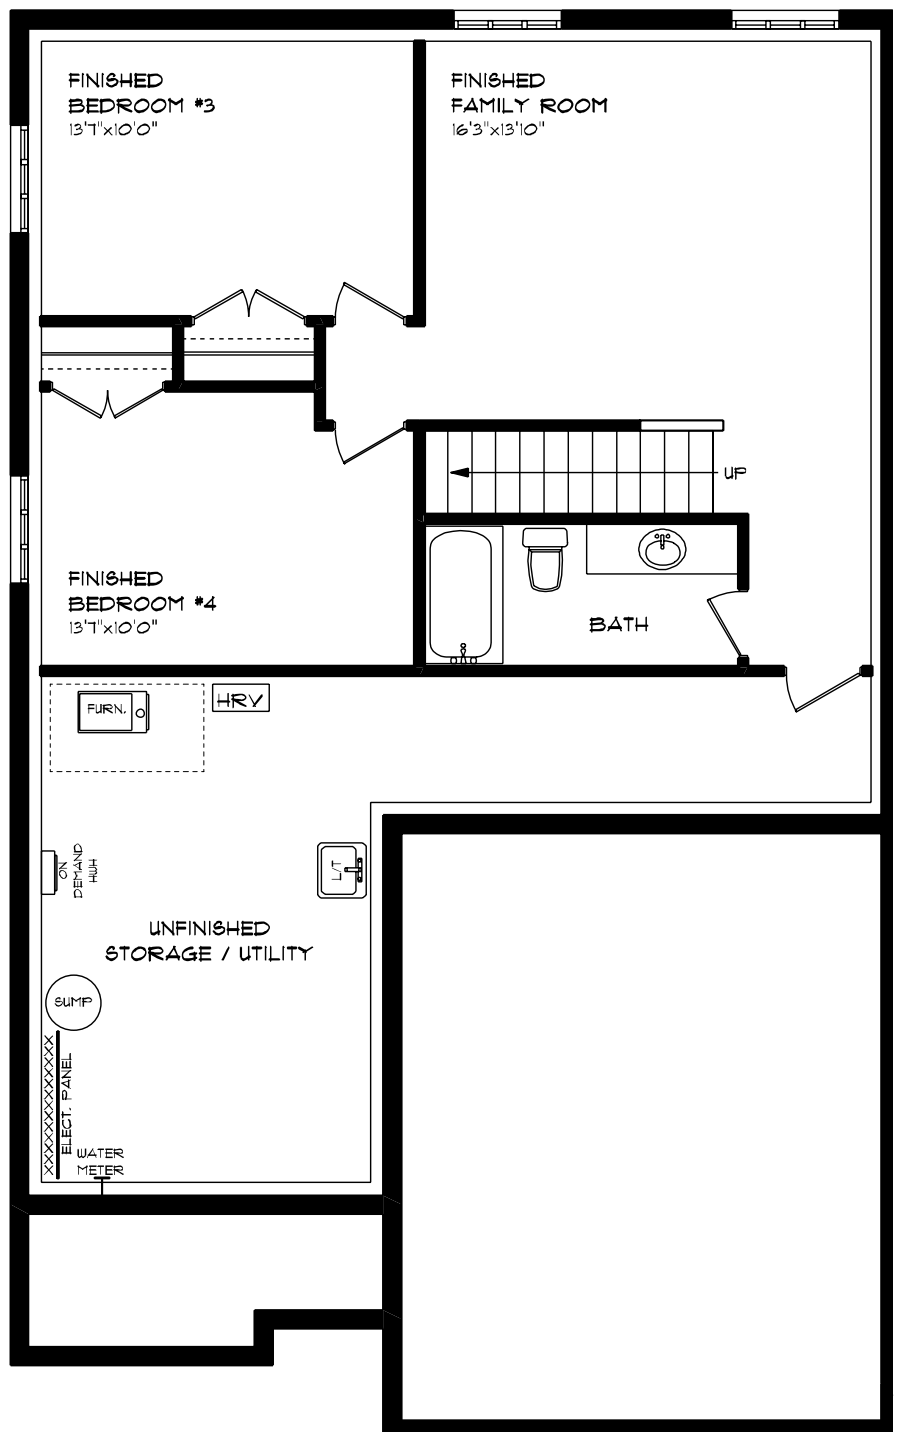 FINISHED
BEDROOM #3
13'7"x10'0"
FINISHED
FAMILY ROOM
16'3"x13'10"
UP
FINISHED
BEDROOM #4
13'7"x10'0"
BATH
FURN.
HRV
ON
DEMAND
HWH
L/T
UNFINISHED
STORAGE / UTILITY
SUMP
XXXXXXXXXXXXX
ELECT. PANEL
WATER
METER